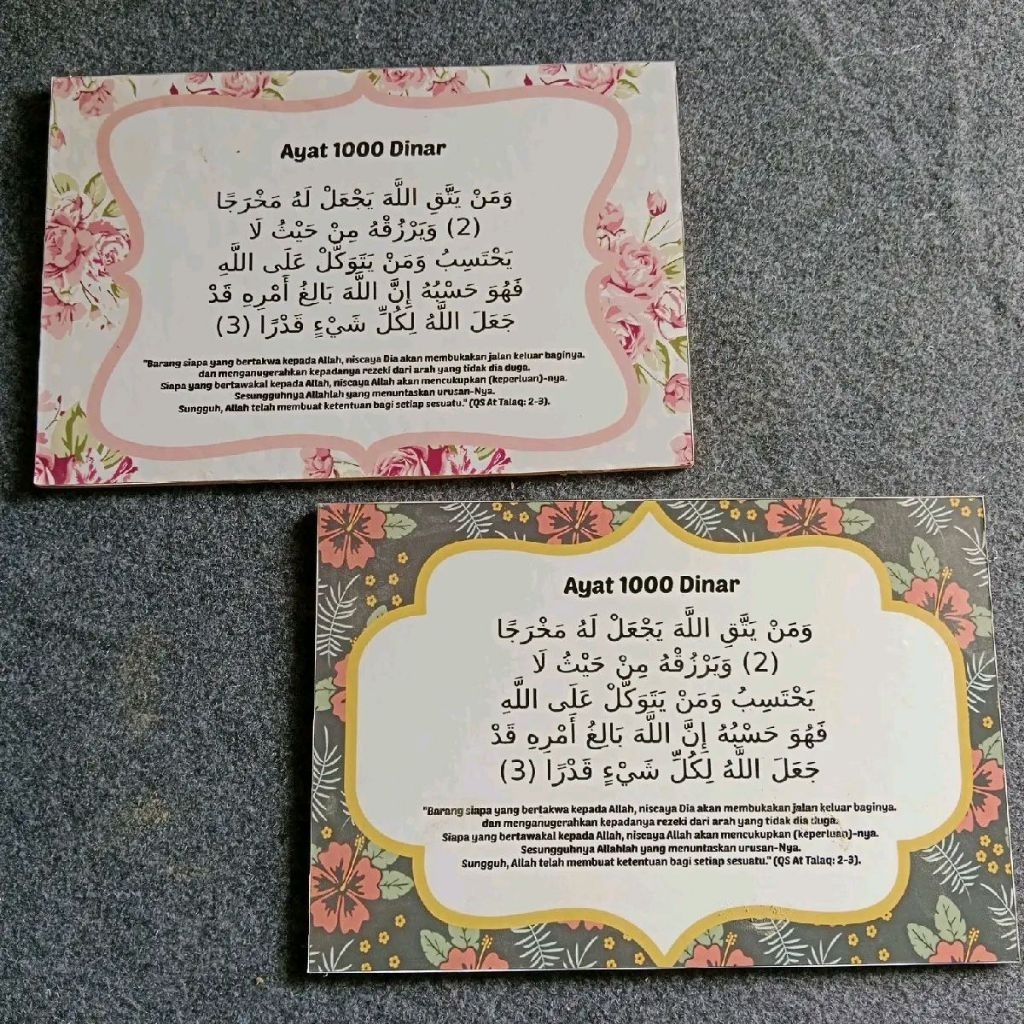 Ayat 1000 Dinar
وَمَنْ يَتَّقِ اللَّهَ يَجْعَلْ لَهُ مَخْرَجًا
(2) وَيَرْزُقْهُ مِنْ حَيْثُ لَا
يَحْتَسِبُ وَمَنْ يَتَوَكَّلْ عَلَى اللَّهِ
فَهُوَ حَسْبُهُ إِنَّ اللَّهَ بَالِغُ أَمْرِهِ قَدْ
جَعَلَ اللَّهُ لِكُلِّ شَيْءٍ قَدْرًا (3)
"Barang siapa yang bertakwa kepada Allah, niscaya Dia akan membukakan jalan keluar baginya.
dan menganugerahkan kepadanya rezeki dari arah yang tidak dia duga.
Siapa yang bertawakal kepada Allah, niscaya Allah akan mencukupkan (keperluan)-nya.
Sesungguhnya Allahlah yang menuntaskan urusan-Nya.
Sungguh, Allah telah membuat ketentuan bagi setiap sesuatu." (QS At Talaq: 2-3).
Ayat 1000 Dinar
وَمَنْ يَتَّقِ اللَّهَ يَجْعَلْ لَهُ مَخْرَجًا
(2) وَيَرْزُقْهُ مِنْ حَيْثُ لَا
يَحْتَسِبُ وَمَنْ يَتَوَكَّلْ عَلَى اللَّهِ
فَهُوَ حَسْبُهُ إِنَّ اللَّهَ بَالِغُ أَمْرِهِ قَدْ
جَعَلَ اللَّهُ لِكُلِّ شَيْءٍ قَدْرًا (3)
"Barang siapa yang bertakwa kepada Allah, niscaya Dia akan membukakan jalan keluar baginya.
dan menganugerahkan kepadanya rezeki dari arah yang tidak dia duga.
Siapa yang bertawakal kepada Allah, niscaya Allah akan mencukupkan (keperluan)-nya.
Sesungguhnya Allahlah yang menuntaskan urusan-Nya.
Sungguh, Allah telah membuat ketentuan bagi setiap sesuatu." (QS At Talaq: 2-3).